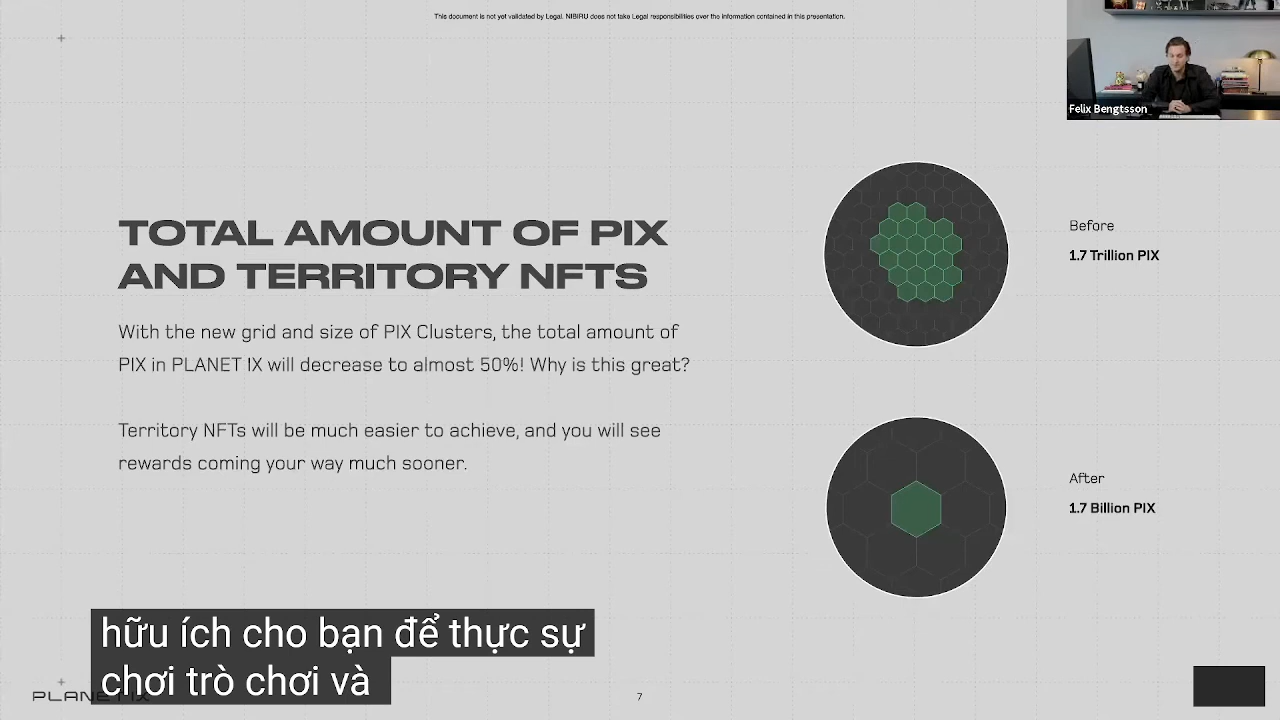 This document is not yet validated by Legal. NIBIRU does not take Legal responsibilities over the information contained in this presentation.
Felix Bengtsson
TOTAL AMOUNT OF PIX
AND TERRITORY NFTS
With the new grid and size of PIX Clusters, the total amount of
PIX in PLANET IX will decrease to almost 50%! Why is this great?
Territory NFTs will be much easier to achieve, and you will see
rewards coming your way much sooner.
Before
1.7 Trillion PIX
After
1.7 Billion PIX
hữu ích cho bạn để thực sự
chơi trò chơi và
PLANET IX
7